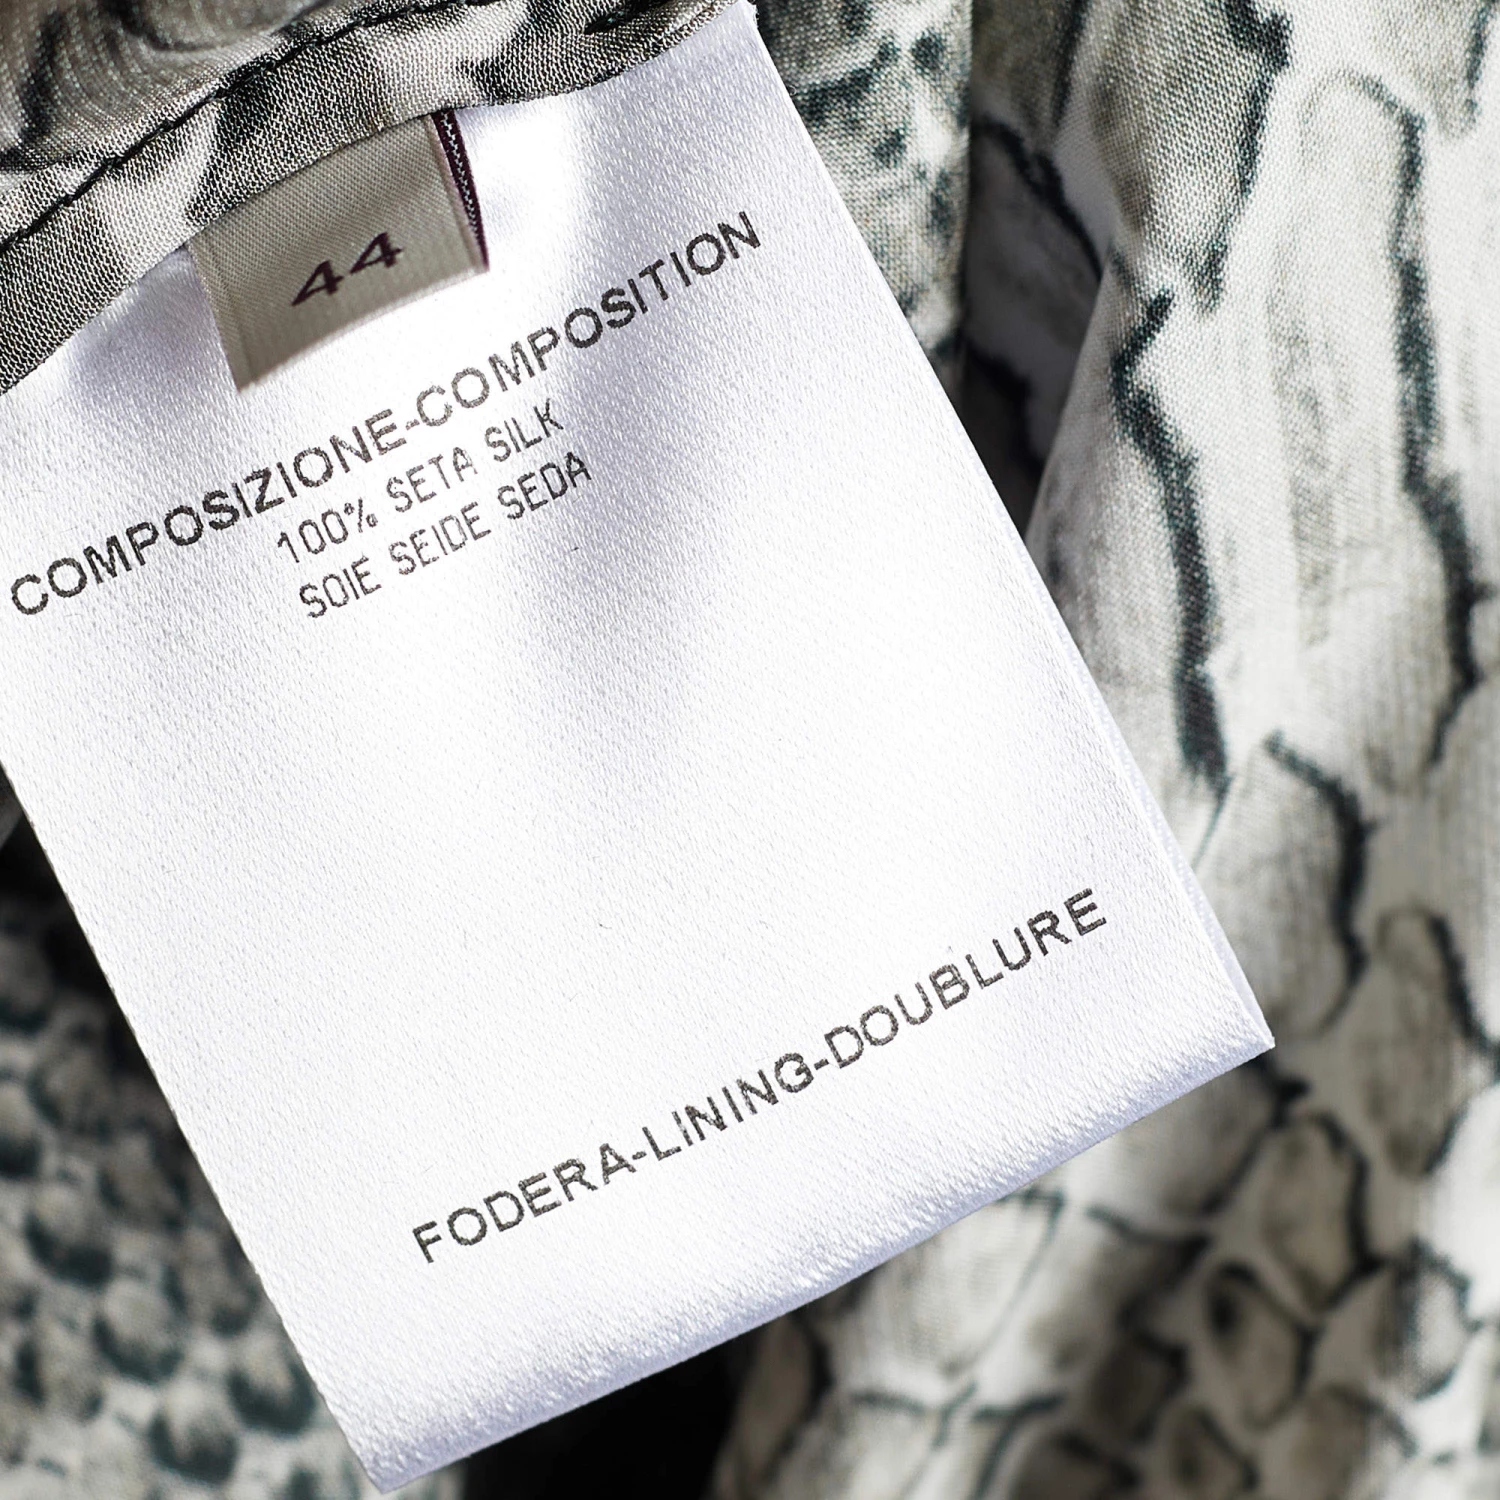 44
COMPOSIZIONE-COMPOSITION
100% SETA SILK
SOIE SEIDE SEDA
FODERA-LINING-DOUBLURE